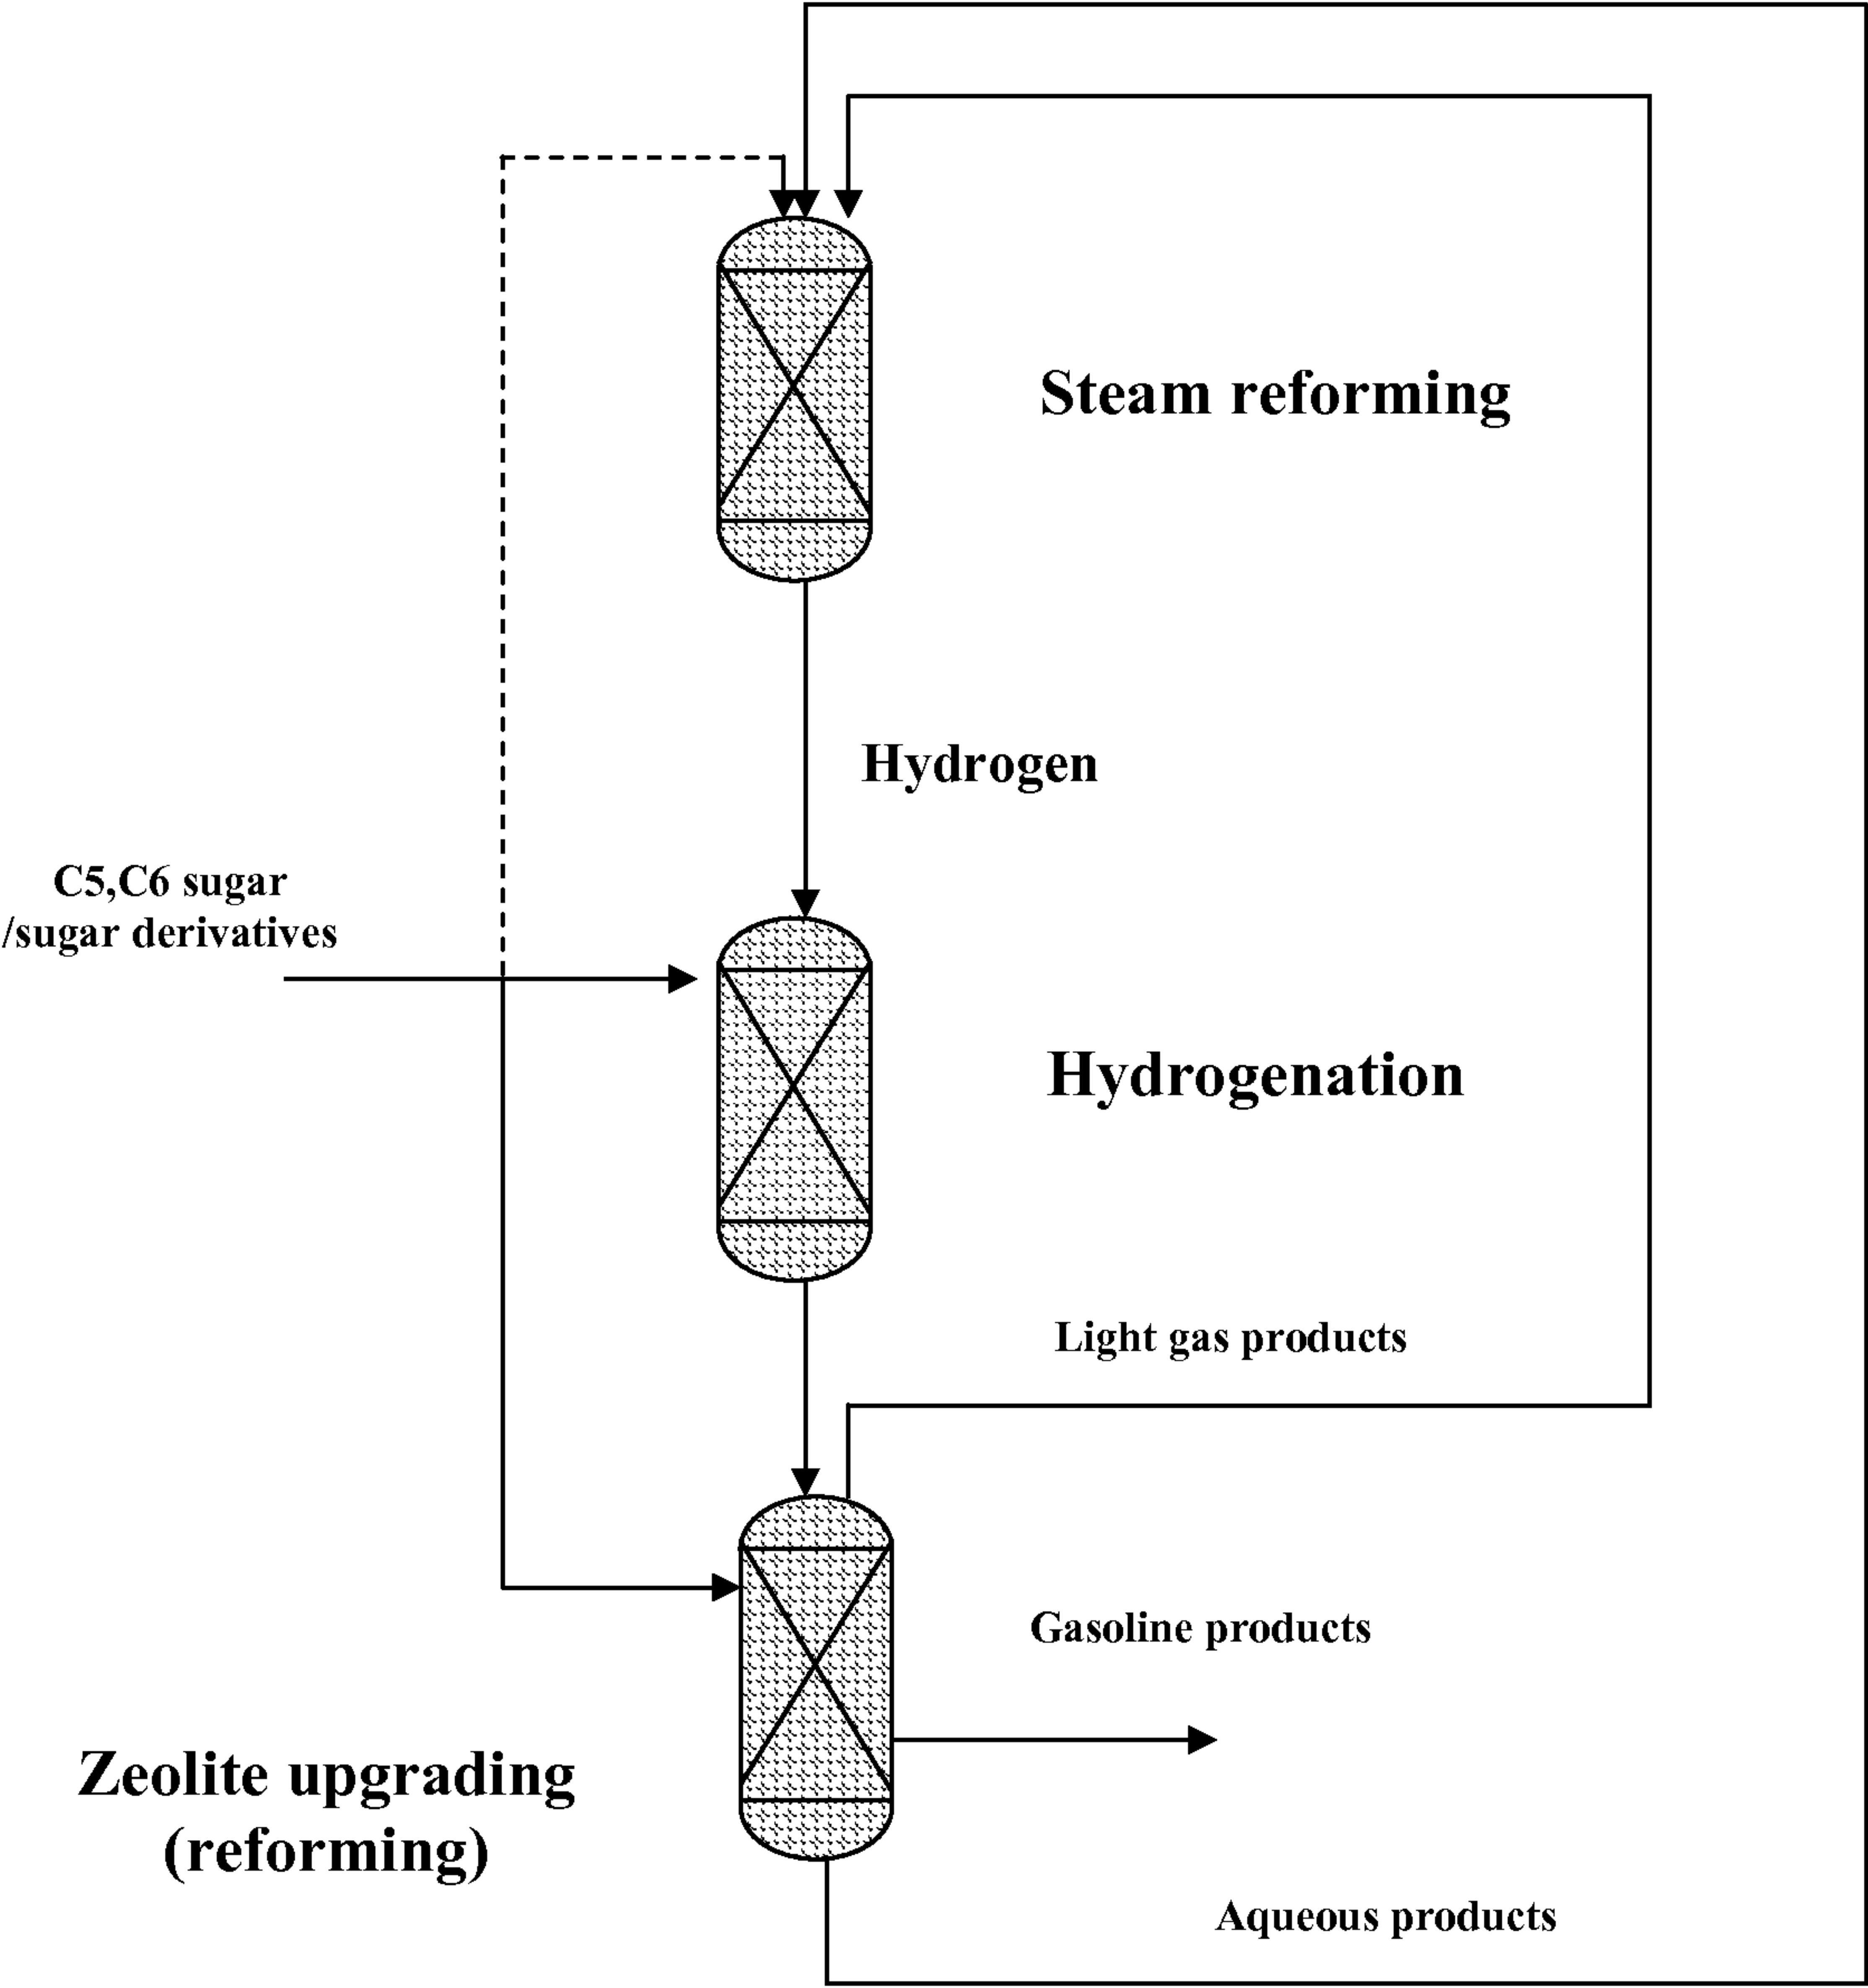 Steam reforming
Hydrogen
C5,C6 sugar
/sugar derivatives
Hydrogenation
Light gas products
Gasoline products
Zeolite upgrading
(reforming)
Aqueous products